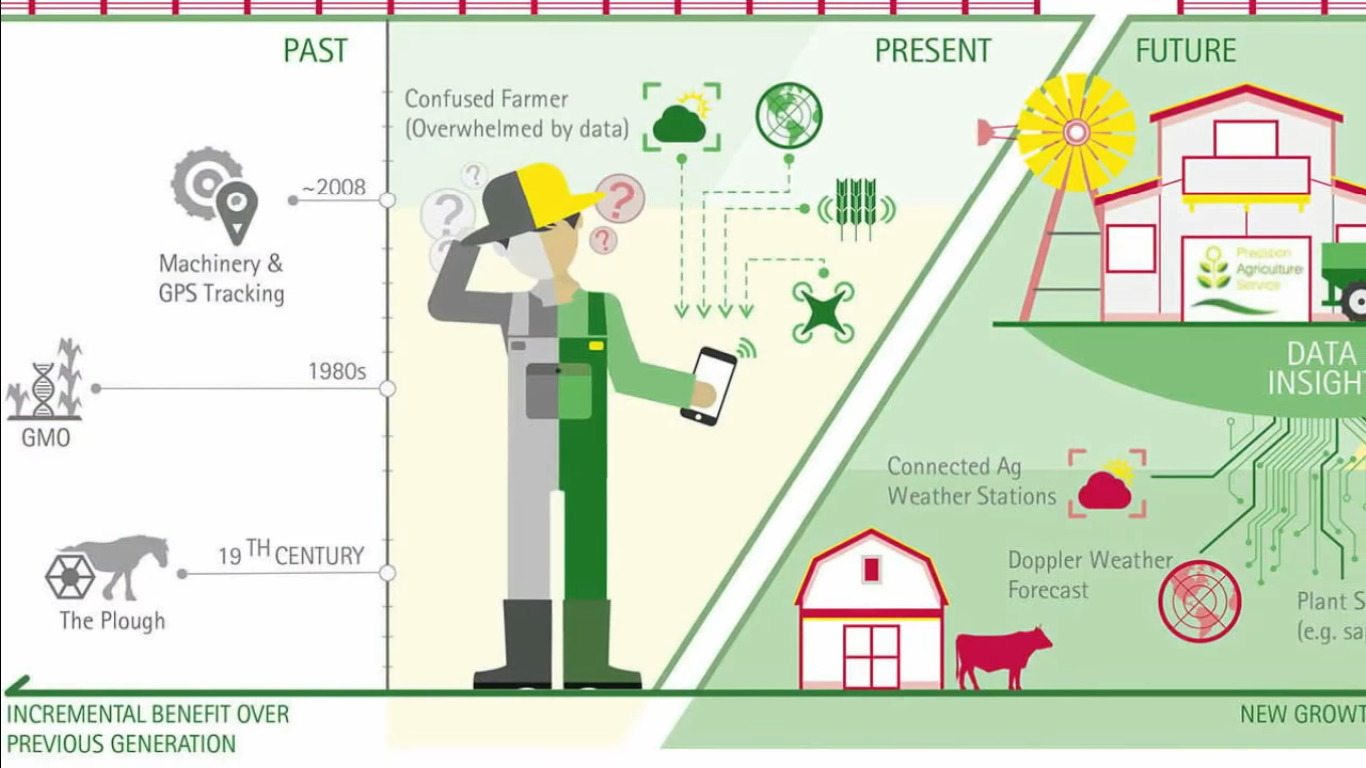 PAST
PRESENT
FUTURE
Confused Farmer
(Overwhelmed by data)
?
?
?
?
?
~2008
Machinery &
GPS Tracking
Precision
Agriculture
Service
1980s
GMO
DATA
INSIGHT
Connected Ag
Weather Stations
19TH CENTURY
The Plough
Doppler Weather
Forecast
Plant S
(e.g. sa
INCREMENTAL BENEFIT OVER
PREVIOUS GENERATION
NEW GROWT